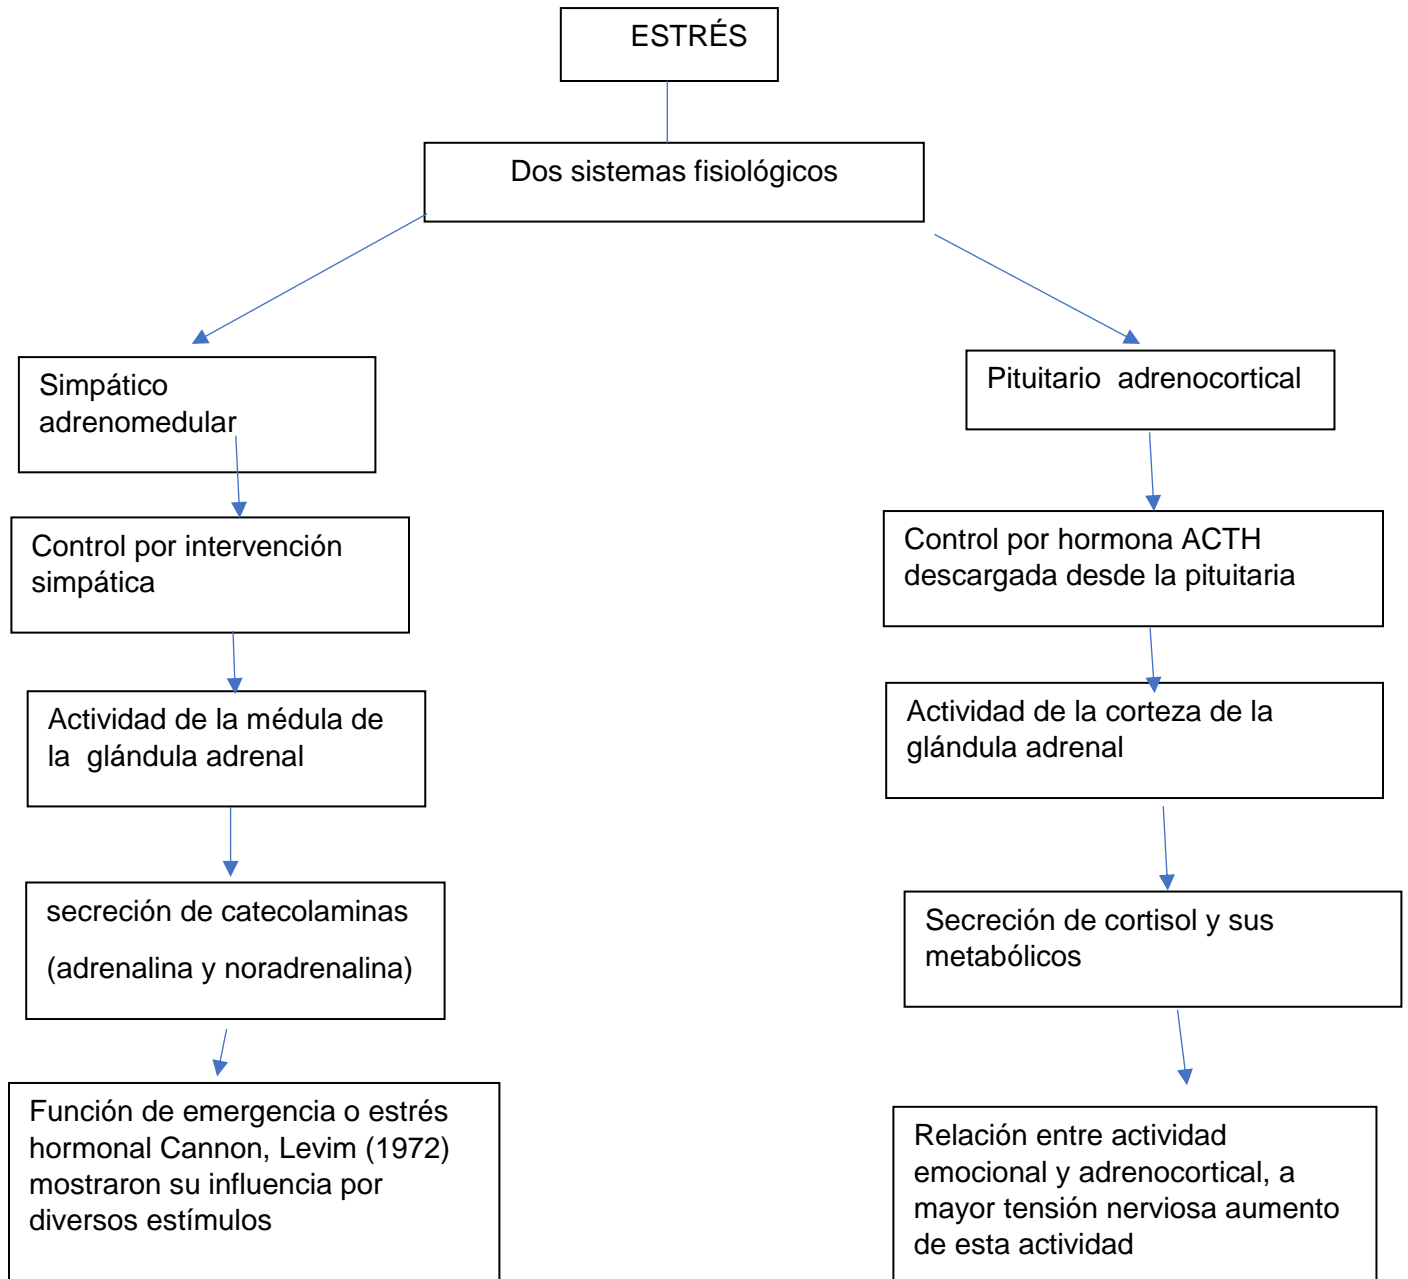 ESTRÉS
Dos sistemas fisiológicos
Simpático
adrenomedular
Pituitario  adrenocortical
Control por intervención
simpática
Control por hormona ACTH
descargada desde la pituitaria
Actividad de la médula de
la  glándula adrenal
Actividad de la corteza de la
glándula adrenal
secreción de catecolaminas
(adrenalina y noradrenalina)
Secreción de cortisol y sus
metabólicos
Función de emergencia o estrés
hormonal Cannon, Levim (1972)
mostraron su influencia por
diversos estímulos
Relación entre actividad
emocional y adrenocortical, a
mayor tensión nerviosa aumento
de esta actividad